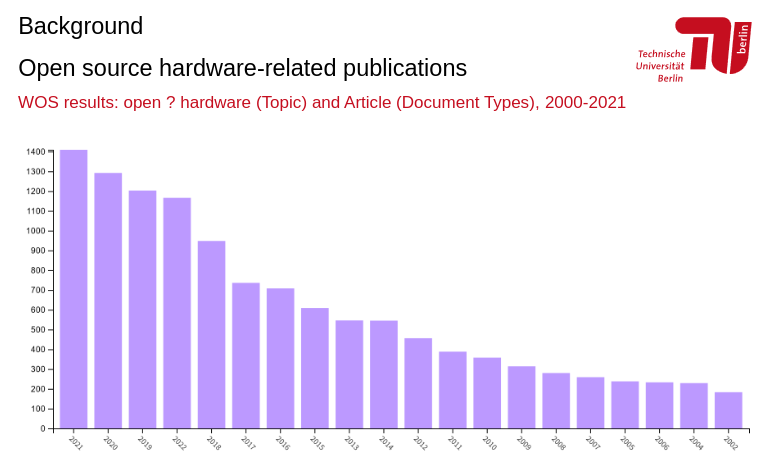 Background
Open source hardware-related publications
WOS results: open ? hardware (Topic) and Article (Document Types), 2000-2021
Technische
Universität
Berlin
berlin
1400
1300
1200
1100
1000
900
800
700
600
500
400
300
200
100
0
2021 2020 2019 2022 2018 2017 2016 2015 2013 2014 2012 2011 2010 2009 2008 2007 2005 2006 2004 2002